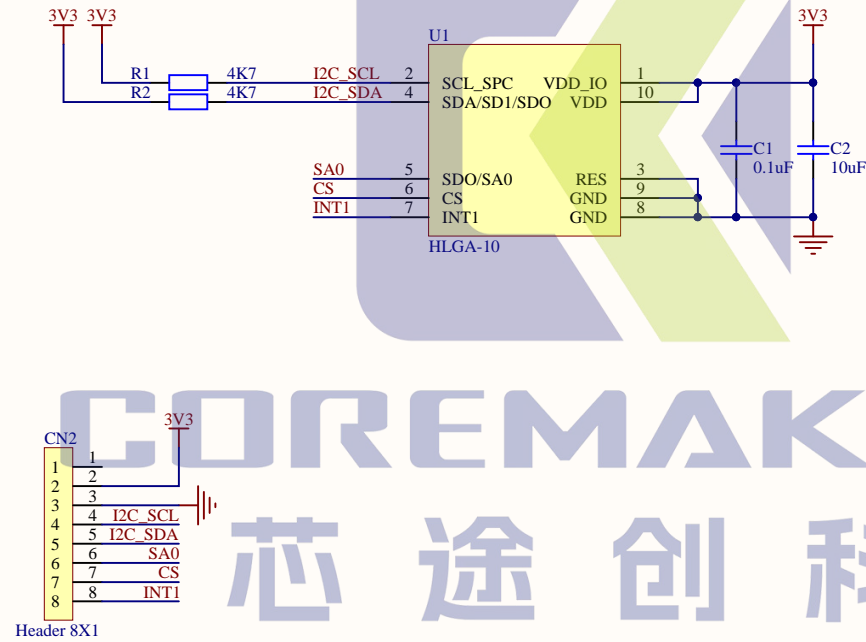 3V3 3V3 3V3
U1
R1 4K7 I2C_SCL 2 SCL_SPC VDD_IO 1
R2 4K7 I2C_SDA 4 SDA/SD1/SDO VDD 10
C1 C2
0.1uF 10uF
SA0 5 SDO/SA0 RES 3
CS 6 CS GND 9
INT1 7 INT1 GND 8
HLGA-10
COREMAK
3V3
CN2
1 1
2 2
3 3
4 4 I2C_SCL
5 5 I2C_SDA
6 6 SA0
7 7 CS
8 8 INT1
Header 8X1
芯途创